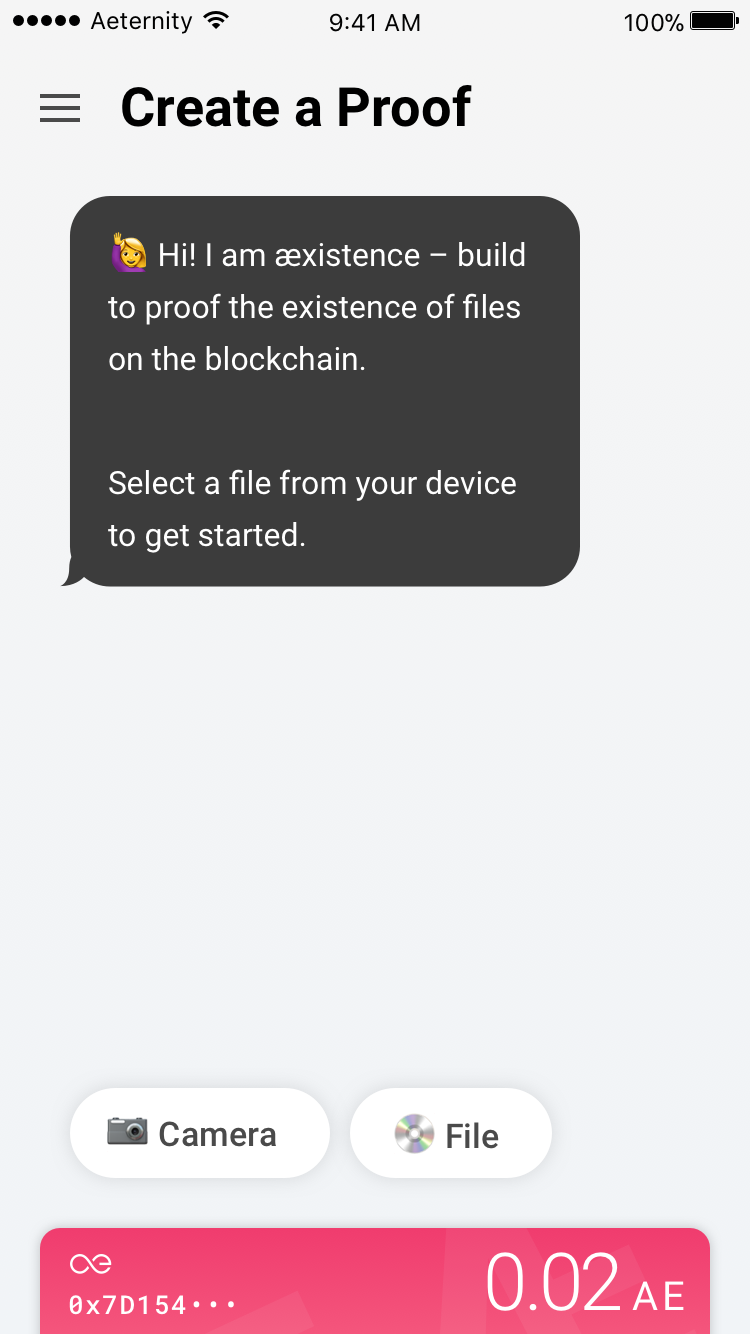 Aeternity 9:41 AM 100%
Create a Proof
🙋 Hi! I am æxistence – build
to proof the existence of files
on the blockchain.
Select a file from your device
to get started.
Camera File
0x7D154··· 0.02 AE